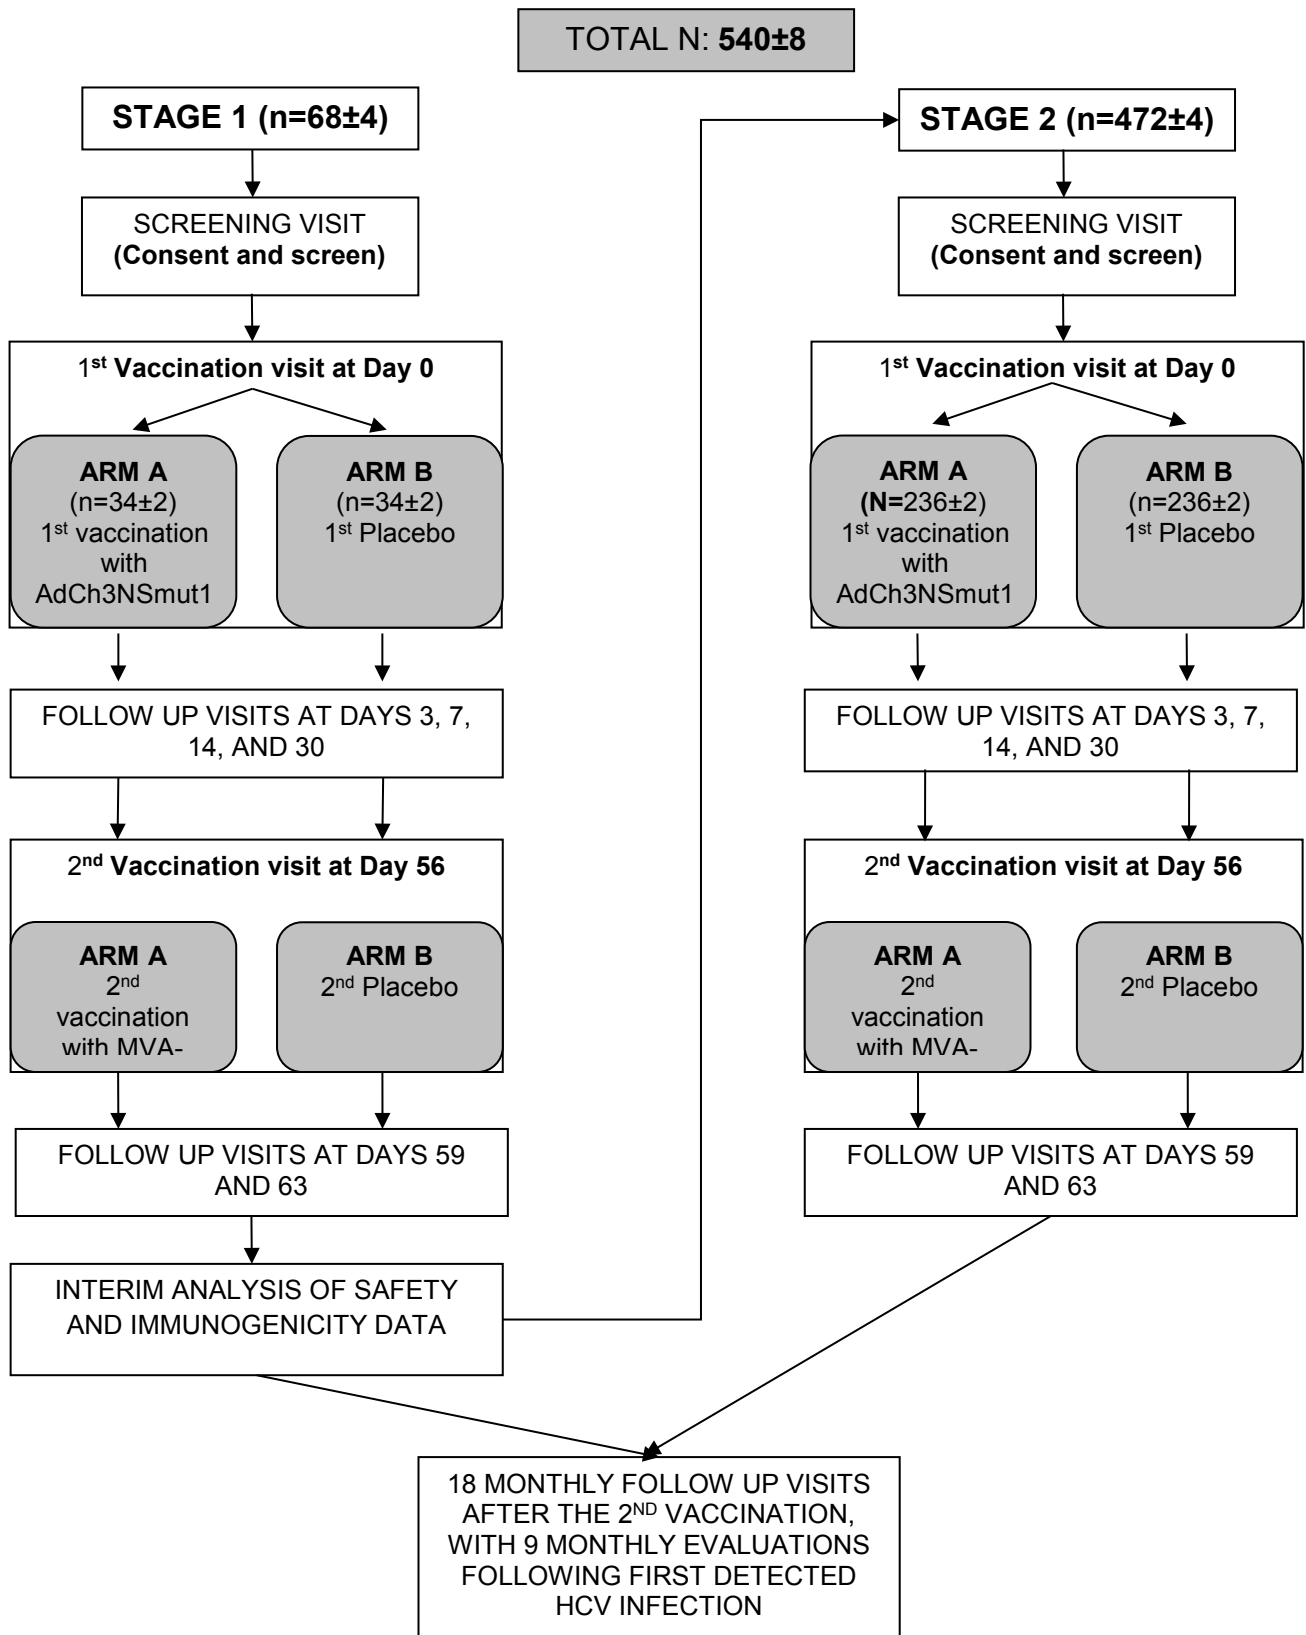 TOTAL N: 540±8
STAGE 1 (n=68±4)
SCREENING VISIT
(Consent and screen)
1st Vaccination visit at Day 0
ARM A
(n=34±2)
1st vaccination
with
AdCh3NSmut1
ARM B
(n=34±2)
1st Placebo
FOLLOW UP VISITS AT DAYS 3, 7,
14, AND 30
2nd Vaccination visit at Day 56
ARM A
2nd
vaccination
with MVA-
ARM B
2nd Placebo
FOLLOW UP VISITS AT DAYS 59
AND 63
INTERIM ANALYSIS OF SAFETY
AND IMMUNOGENICITY DATA
STAGE 2 (n=472±4)
SCREENING VISIT
(Consent and screen)
1st Vaccination visit at Day 0
ARM A
(N=236±2)
1st vaccination
with
AdCh3NSmut1
ARM B
(n=236±2)
1st Placebo
FOLLOW UP VISITS AT DAYS 3, 7,
14, AND 30
2nd Vaccination visit at Day 56
ARM A
2nd
vaccination
with MVA-
ARM B
2nd Placebo
FOLLOW UP VISITS AT DAYS 59
AND 63
18 MONTHLY FOLLOW UP VISITS
AFTER THE 2ND VACCINATION,
WITH 9 MONTHLY EVALUATIONS
FOLLOWING FIRST DETECTED
HCV INFECTION